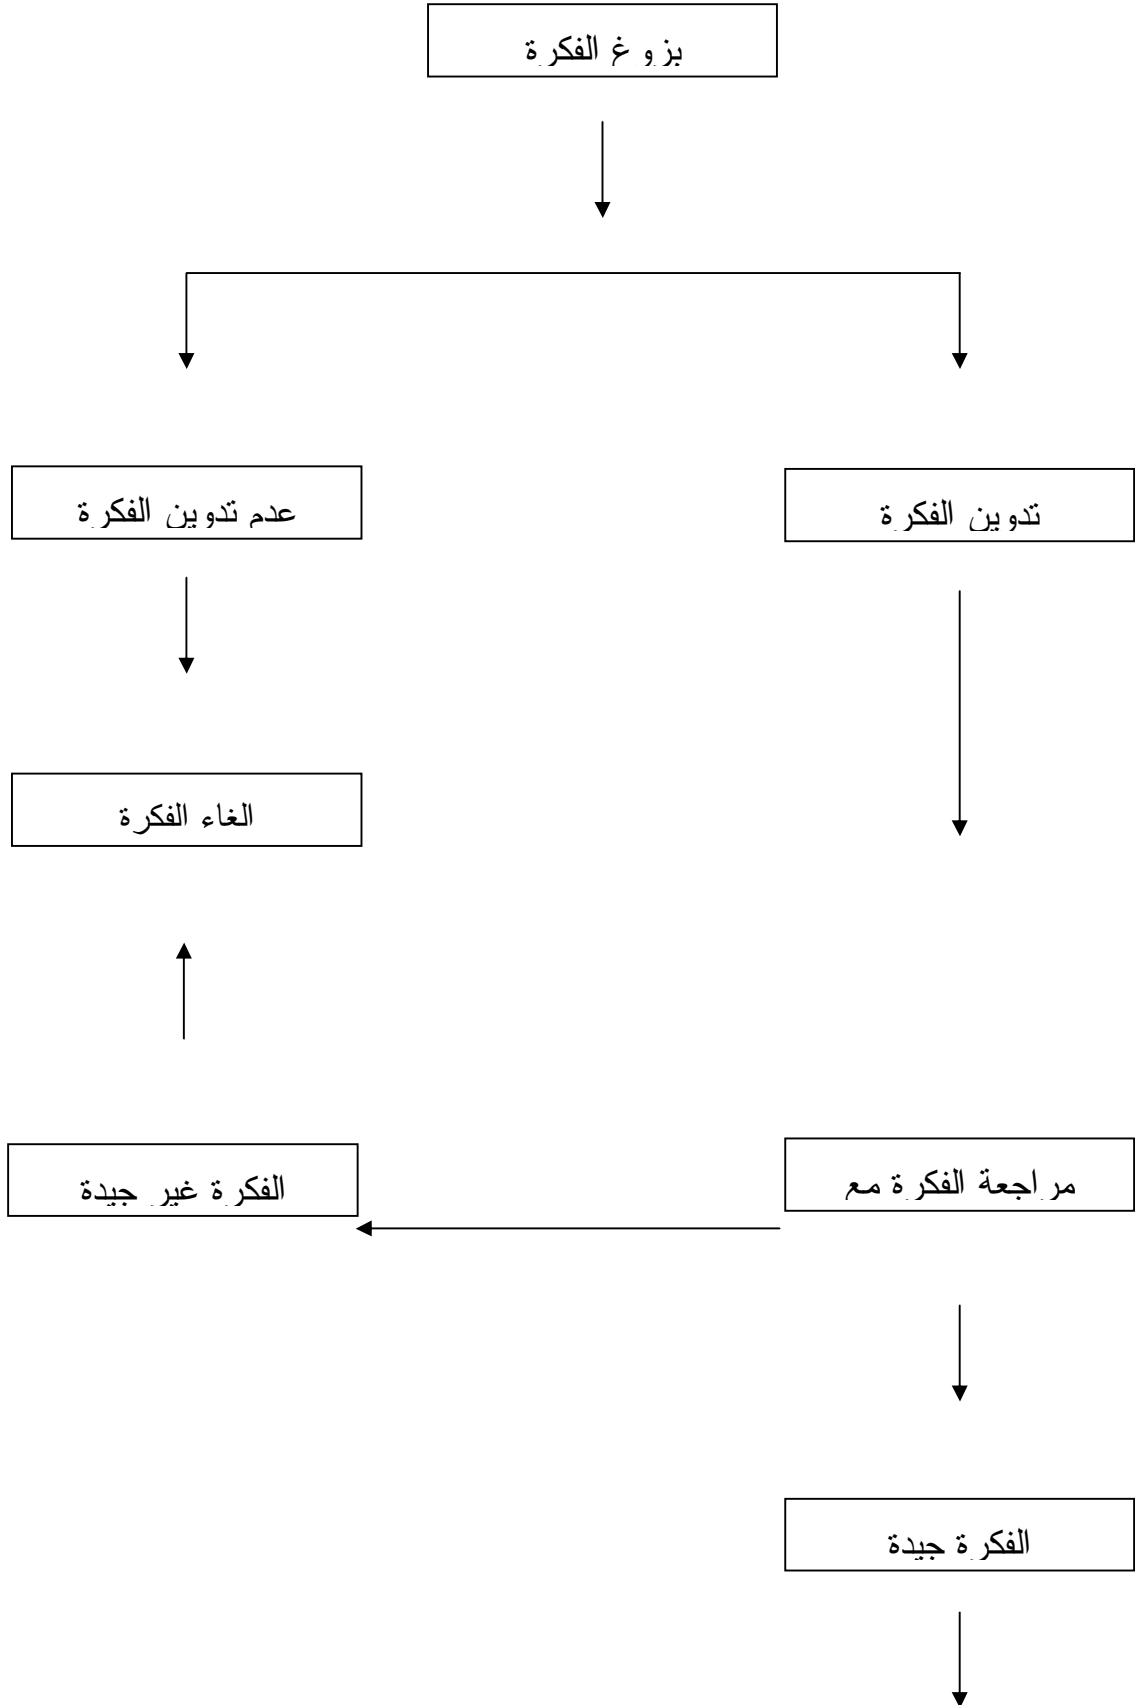 بزوغ الفكرة
تدوين الفكرة
عدم تدوين الفكرة
الغاء الفكرة
مراجعة الفكرة مع
الفكرة غير جيدة
الفكرة جيدة